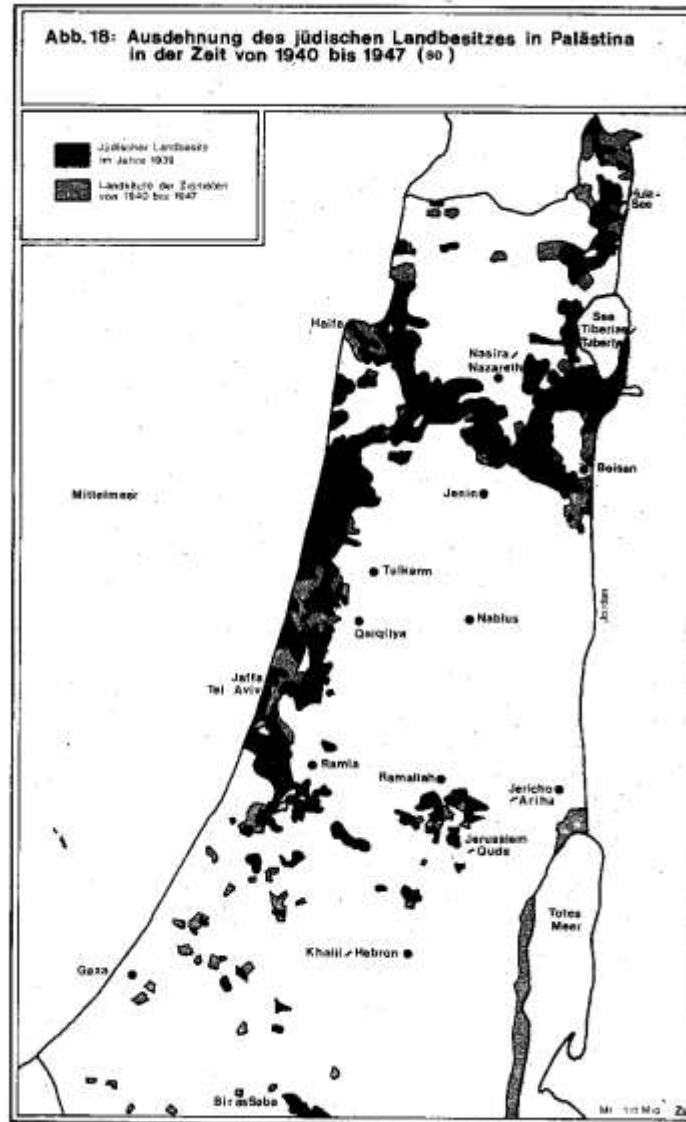 Abb. 18: Ausdehnung des jüdischen Landbesitzes in Palästina
in der Zeit von 1940 bis 1947 (80)
Jüdischer Landbesitz
im Jahre 1939
Landkäufe der Zionisten
von 1940 bis 1947
Hule-
See
Haifa
See
Tiberias/
Taberiya
Nasira/
Nazareth
Beisan
Mittelmeer
Jenin
Tulkarm
Jordan
Qalqilya
Nablus
Jaffa
Tel Aviv
Ramla
Ramallah
Jericho
/Ariha
Jerusalem
/Quds
Totes
Meer
Khalil/Hebron
Gaza
Bir as Saba